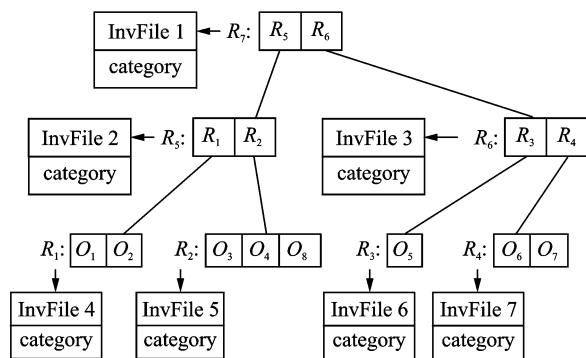 InvFile 1 R₇: R₅ R₆
category
InvFile 2 R₅: R₁ R₂ InvFile 3 R₆: R₃ R₄
category category
R₁: O₁ O₂ R₂: O₃ O₄ O₈ R₃: O₅ R₄: O₆ O₇
InvFile 4 InvFile 5 InvFile 6 InvFile 7
category category category category